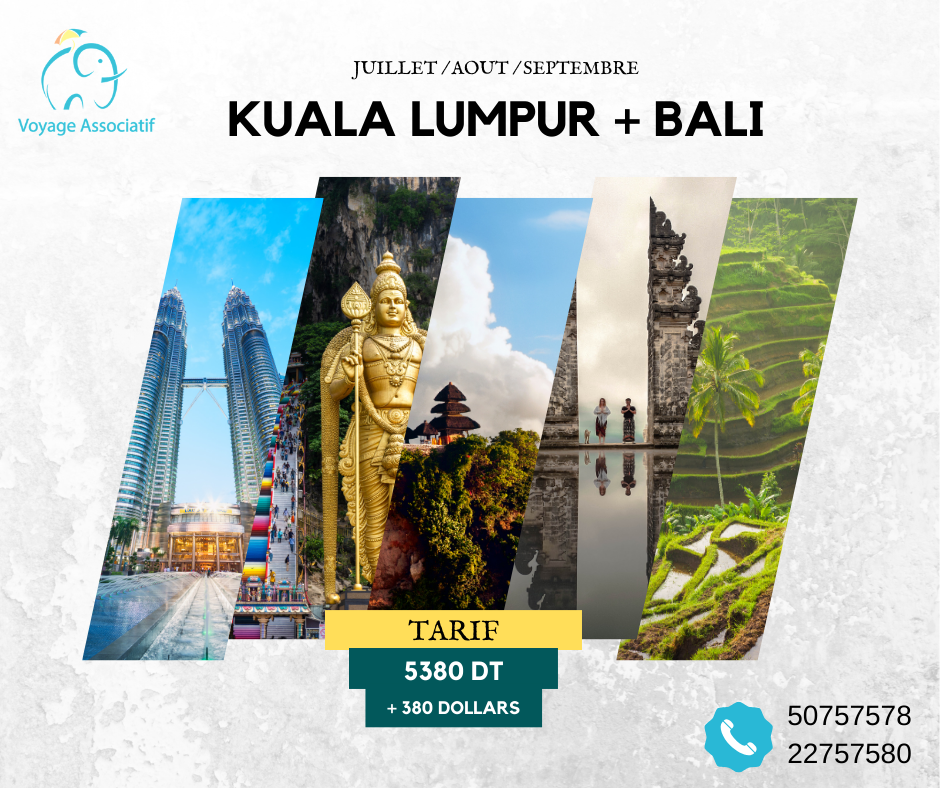 JUILLET /AOUT /SEPTEMBRE
KUALA LUMPUR + BALI
Voyage Associatif
TARIF
5380 DT
+ 380 DOLLARS
50757578
22757580